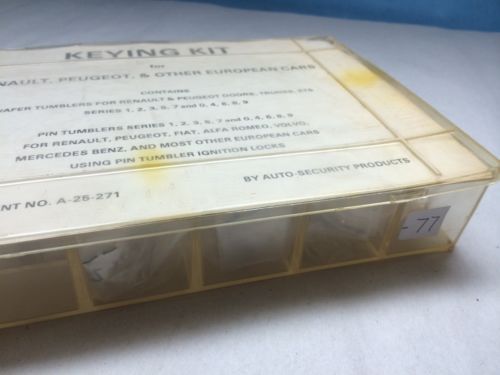 KEYING KIT
for
NAULT, PEUGEOT, & OTHER EUROPEAN CARS
CONTAINS
WAFER TUMBLERS FOR RENAULT & PEUGEOT DOORS, TRUNKS, ETC
SERIES 1, 2, 3, 5, 7 and 0, 4, 6, 8, 9
PIN TUMBLERS SERIES 1, 2, 3, 5, 7 and 0, 4, 6, 8, 9
FOR RENAULT, PEUGEOT, FIAT, ALFA ROMEO, VOLVO,
MERCEDES BENZ, AND MOST OTHER EUROPEAN CARS
USING PIN TUMBLER IGNITION LOCKS
NT NO. A-25-271
BY AUTO-SECURITY PRODUCTS
- 77